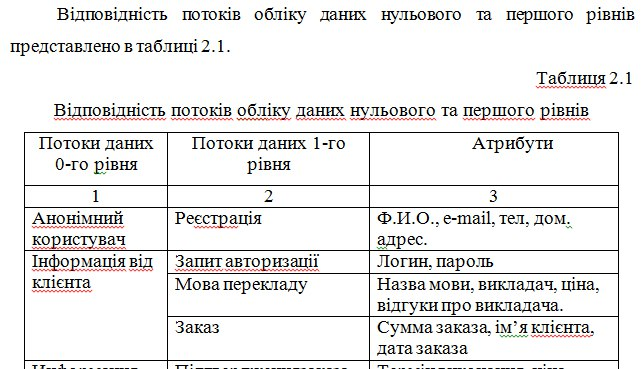 Відповідність потоків обліку даних нульового та першого рівнів
представлено в таблиці 2.1.
Таблиця 2.1
Відповідність потоків обліку даних нульового та першого рівнів
Потоки даних 0-го рівня
Потоки даних 1-го рівня
Атрибути
1
2
3
Анонімний користувач
Реєстрація
Ф.И.О., e-mail, тел, дом. адрес.
Інформація від клієнта
Запит авторизації
Логин, пароль
Мова перекладу
Назва мови, викладач, ціна, відгуки про викладача.
Заказ
Сумма заказа, ім’я клієнта, дата заказа